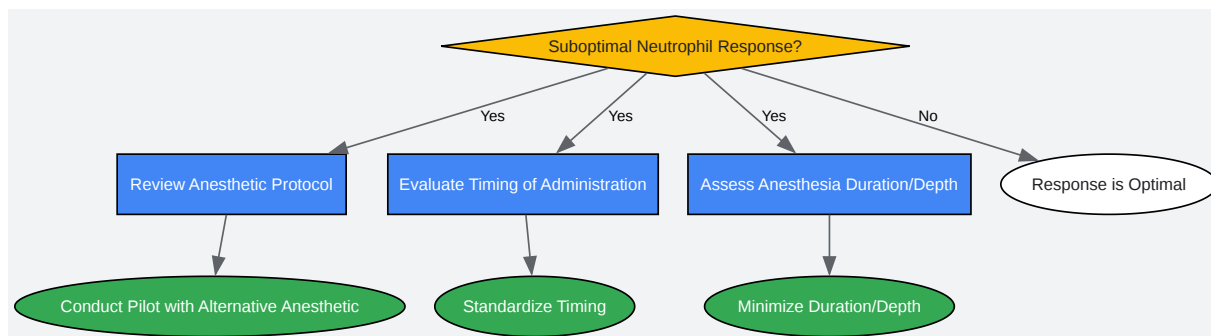 Suboptimal Neutrophil Response?
Yes
Yes
Yes
No
Review Anesthetic Protocol
Evaluate Timing of Administration
Assess Anesthesia Duration/Depth
Response is Optimal
Conduct Pilot with Alternative Anesthetic
Standardize Timing
Minimize Duration/Depth